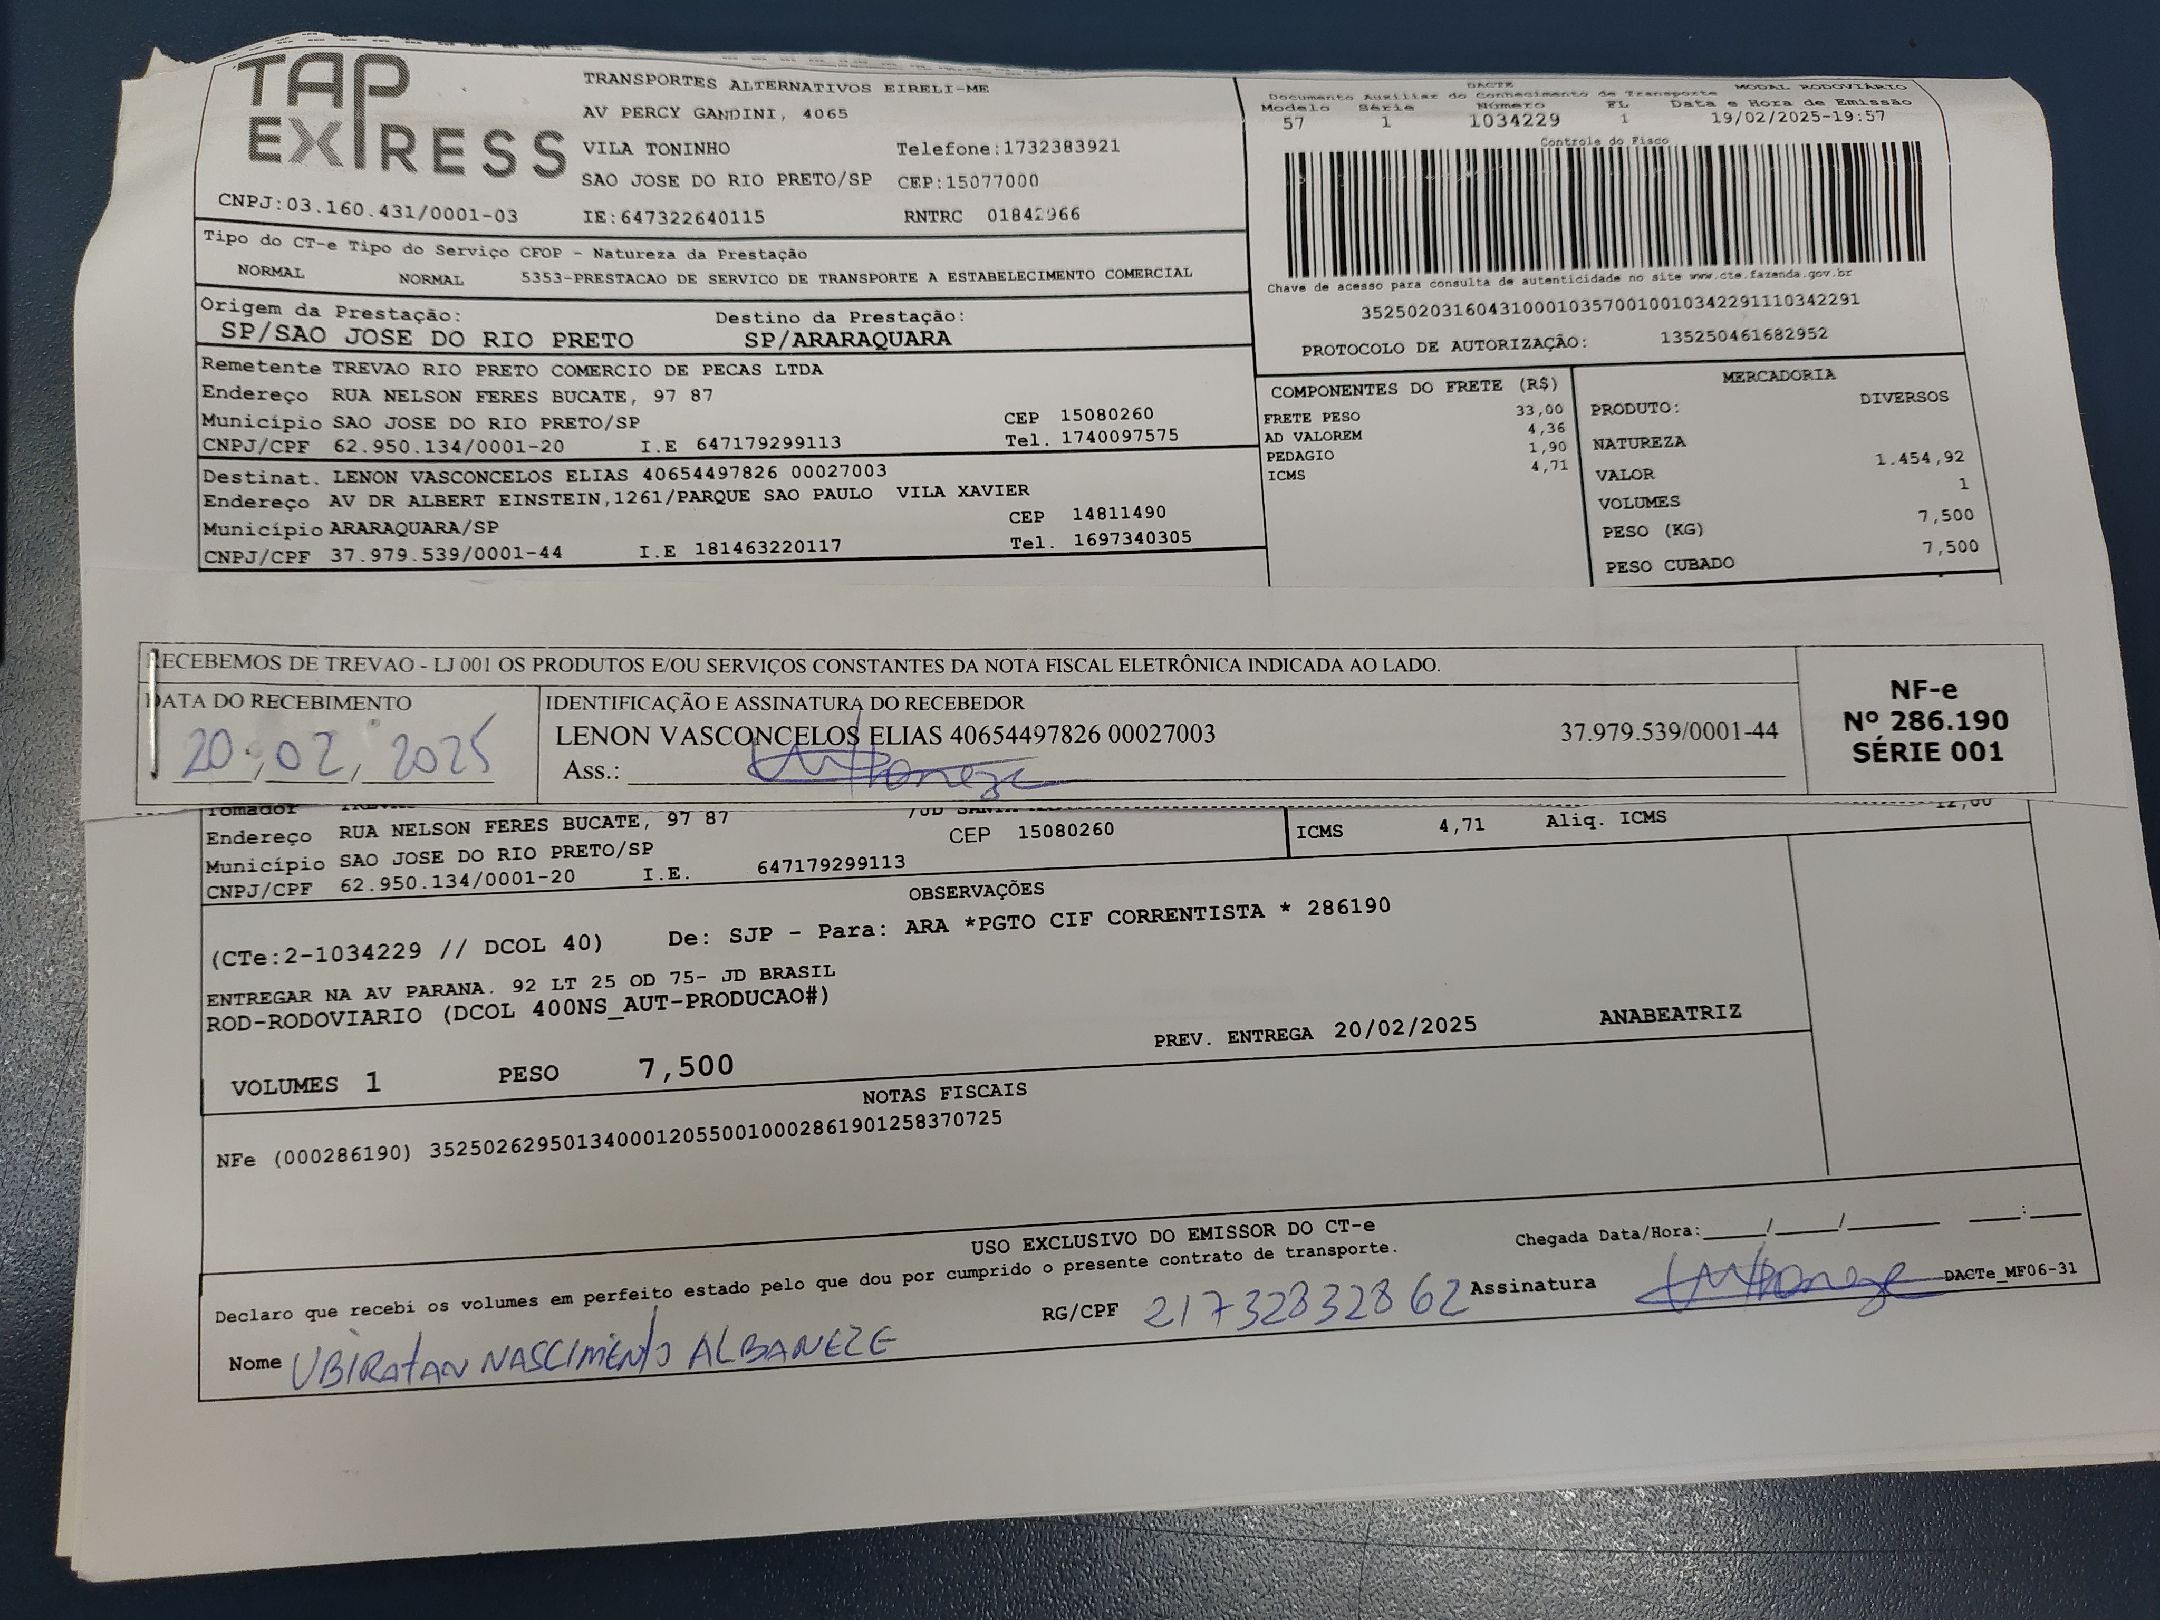 TAP EXPRESS
TRANSPORTES ALTERNATIVOS EIRELI-ME
AV PERCY GANDINI, 4065
VILA TONINHO Telefone:1732383921
SAO JOSE DO RIO PRETO/SP CEP:15077000
CNPJ:03.160.431/0001-03 IE:647322640115 RNTRC 01842966
DACTE MODAL RODOVIÁRIO
Documento Auxiliar do Conhecimento de Transporte
Modelo Série Número FL Data e Hora de Emissão
57 1 1034229 1 19/02/2025-19:57
Controle do Fisco
Chave de acesso para consulta de autenticidade no site www.cte.fazenda.gov.br
35250203160431000103570010010342291110342291
PROTOCOLO DE AUTORIZAÇÃO: 135250461682952
Tipo do CT-e Tipo do Serviço CFOP - Natureza da Prestação
NORMAL NORMAL 5353-PRESTACAO DE SERVICO DE TRANSPORTE A ESTABELECIMENTO COMERCIAL
Origem da Prestação: Destino da Prestação:
SP/SAO JOSE DO RIO PRETO SP/ARARAQUARA
Remetente TREVAO RIO PRETO COMERCIO DE PECAS LTDA
Endereço RUA NELSON FERES BUCATE, 97 87
Município SAO JOSE DO RIO PRETO/SP CEP 15080260
CNPJ/CPF 62.950.134/0001-20 I.E 647179299113 Tel. 1740097575
Destinat. LENON VASCONCELOS ELIAS 40654497826 00027003
Endereço AV DR ALBERT EINSTEIN,1261/PARQUE SAO PAULO VILA XAVIER
Município ARARAQUARA/SP CEP 14811490
CNPJ/CPF 37.979.539/0001-44 I.E 181463220117 Tel. 1697340305
COMPONENTES DO FRETE (R$)
FRETE PESO 33,00
AD VALOREM 4,36
PEDAGIO 1,90
ICMS 4,71
MERCADORIA
PRODUTO: DIVERSOS
NATUREZA
VALOR 1.454,92
VOLUMES 1
PESO (KG) 7,500
PESO CUBADO 7,500
RECEBEMOS DE TREVAO - LJ 001 OS PRODUTOS E/OU SERVIÇOS CONSTANTES DA NOTA FISCAL ELETRÔNICA INDICADA AO LADO.
DATA DO RECEBIMENTO
20, 02, 2025
IDENTIFICAÇÃO E ASSINATURA DO RECEBEDOR
LENON VASCONCELOS ELIAS 40654497826 00027003 37.979.539/0001-44
Ass.:
NF-e
Nº 286.190
SÉRIE 001
Tomador
Endereço RUA NELSON FERES BUCATE, 97 87
Município SAO JOSE DO RIO PRETO/SP CEP 15080260
CNPJ/CPF 62.950.134/0001-20 I.E. 647179299113
ICMS 4,71 Aliq. ICMS 12,00
OBSERVAÇÕES
(CTe:2-1034229 // DCOL 40) De: SJP - Para: ARA *PGTO CIF CORRENTISTA * 286190
ENTREGAR NA AV PARANA. 92 LT 25 OD 75- JD BRASIL
ROD-RODOVIARIO (DCOL 400NS_AUT-PRODUCAO#)
PREV. ENTREGA 20/02/2025 ANABEATRIZ
VOLUMES 1 PESO 7,500
NOTAS FISCAIS
NFe (000286190) 35250262950134000120550010002861901258370725
USO EXCLUSIVO DO EMISSOR DO CT-e
Declaro que recebi os volumes em perfeito estado pelo que dou por cumprido o presente contrato de transporte.
Chegada Data/Hora:____/____/______ ____:____
Nome UBIRATAN NASCIMENTO ALBANEZE RG/CPF 21732832862 Assinatura
DACTe_MF06-31